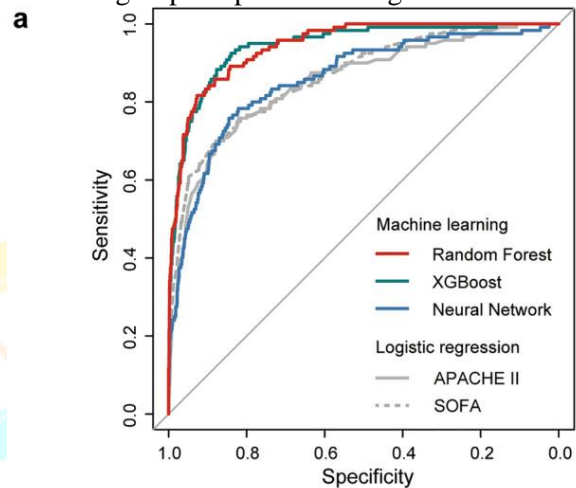 a
1.0
0.8
0.6
0.4
0.2
0.0
Sensitivity
Machine learning
Random Forest
XGBoost
Neural Network
Logistic regression
APACHE II
SOFA
1.0 0.8 0.6 0.4 0.2 0.0
Specificity